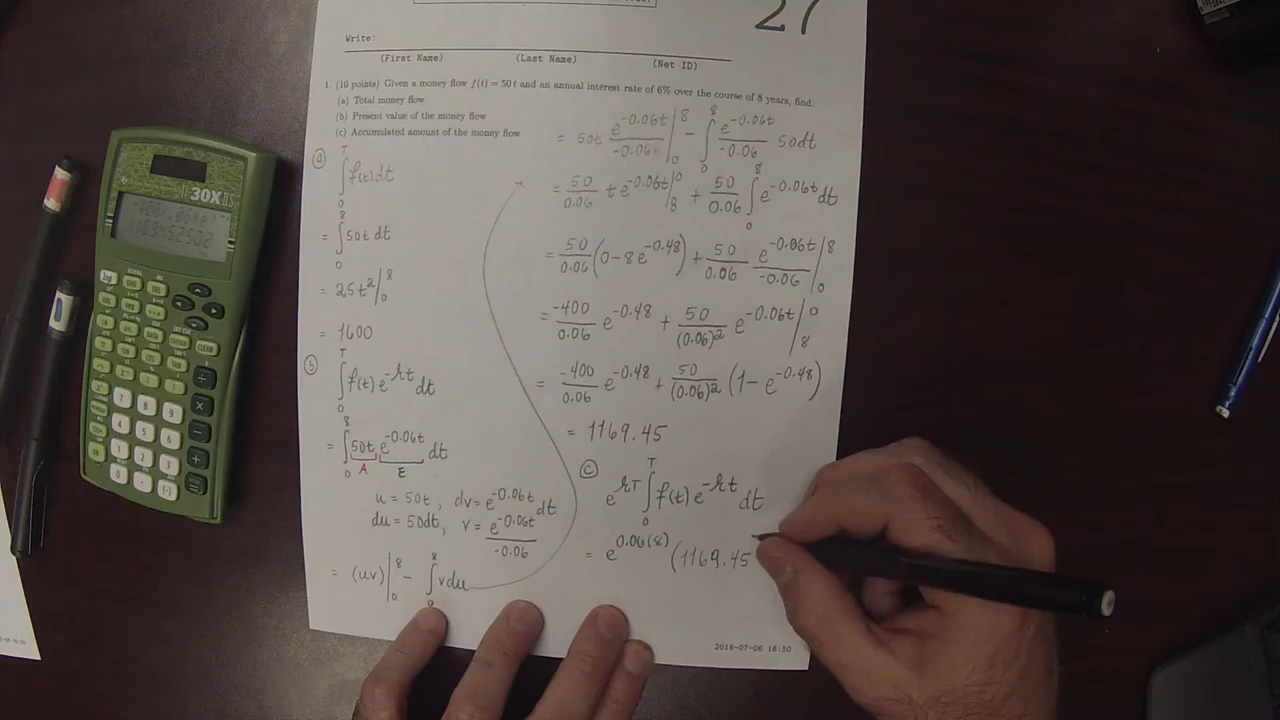 27
Write:
(First Name) (Last Name) (Net ID)
1. (10 points) Given a money flow f(t) = 50t and an annual interest rate of 6% over the course of 8 years, find:
(a) Total money flow
(b) Present value of the money flow
(c) Accumulated amount of the money flow
(a)
∫₀ᵀ f(t)dt
= ∫₀⁸ 50t dt
= 25t²|₀⁸
= 1600
(b)
∫₀ᵀ f(t) e^(-rt) dt
= ∫₀⁸ 50t e^(-0.06t) dt
A E
u = 50t, dv = e^(-0.06t) dt
du = 50dt, v = e^(-0.06t)/-0.06
= (uv)|₀⁸ - ∫₀⁸ v du
= 50t e^(-0.06t)/-0.06 |₀⁸ - ∫₀⁸ e^(-0.06t)/-0.06 50dt
= 50/0.06 t e^(-0.06t)|₈⁰ + 50/0.06 ∫₀⁸ e^(-0.06t) dt
= 50/0.06 (0-8e^(-0.48)) + 50/0.06 e^(-0.06t)/-0.06 |₀⁸
= -400/0.06 e^(-0.48) + 50/(0.06)² e^(-0.06t) |₈⁰
= -400/0.06 e^(-0.48) + 50/(0.06)² (1 - e^(-0.48))
= 1169.45
(c)
e^(rT) ∫₀ᵀ f(t) e^(-rt) dt
= e^(0.06(8)) (1169.45
2016-07-06 16:50
30X IIS